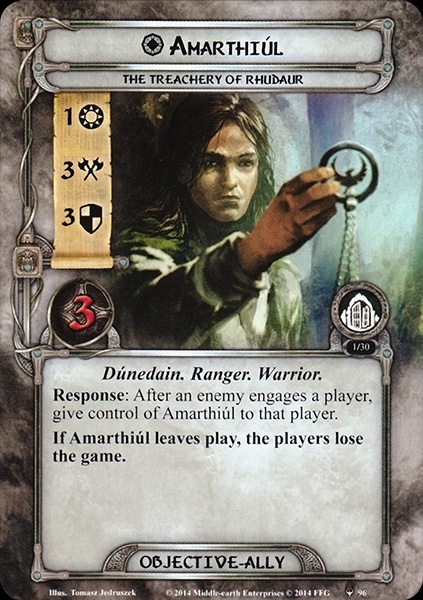 Amarthiúl
The Treachery of Rhudaur
1
3
3
3
1/30
Dúnedain. Ranger. Warrior.
Response: After an enemy engages a player,
give control of Amarthiúl to that player.
If Amarthiúl leaves play, the players lose
the game.
Objective-Ally
Illus. Tomasz Jedruszek © 2014 Middle-earth Enterprises © 2014 FFG 96